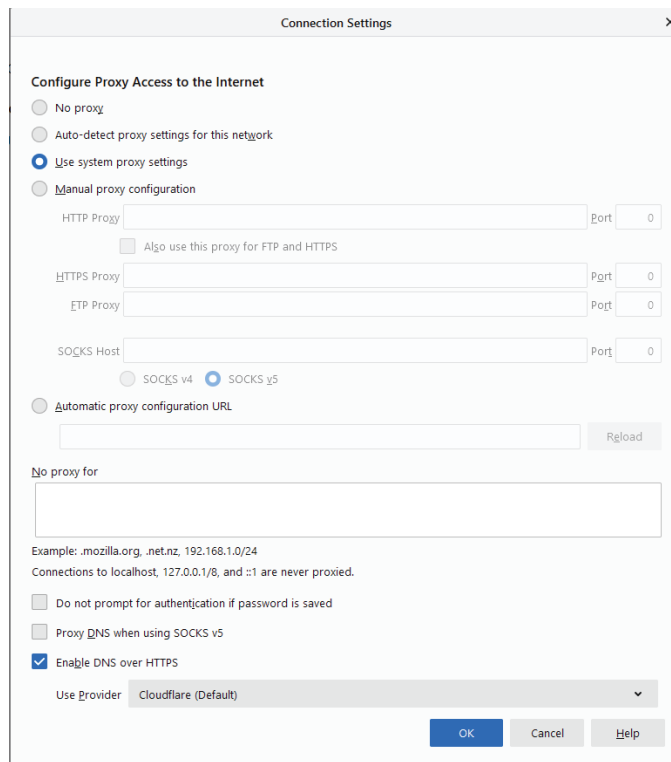 Connection Settings
Configure Proxy Access to the Internet
No proxy
Auto-detect proxy settings for this network
Use system proxy settings
Manual proxy configuration
HTTP Proxy Port 0
Also use this proxy for FTP and HTTPS
HTTPS Proxy Port 0
FTP Proxy Port 0
SOCKS Host Port 0
SOCKS v4 SOCKS v5
Automatic proxy configuration URL
Reload
No proxy for
Example: .mozilla.org, .net.nz, 192.168.1.0/24
Connections to localhost, 127.0.0.1/8, and ::1 are never proxied.
Do not prompt for authentication if password is saved
Proxy DNS when using SOCKS v5
Enable DNS over HTTPS
Use Provider Cloudflare (Default)
OK Cancel Help